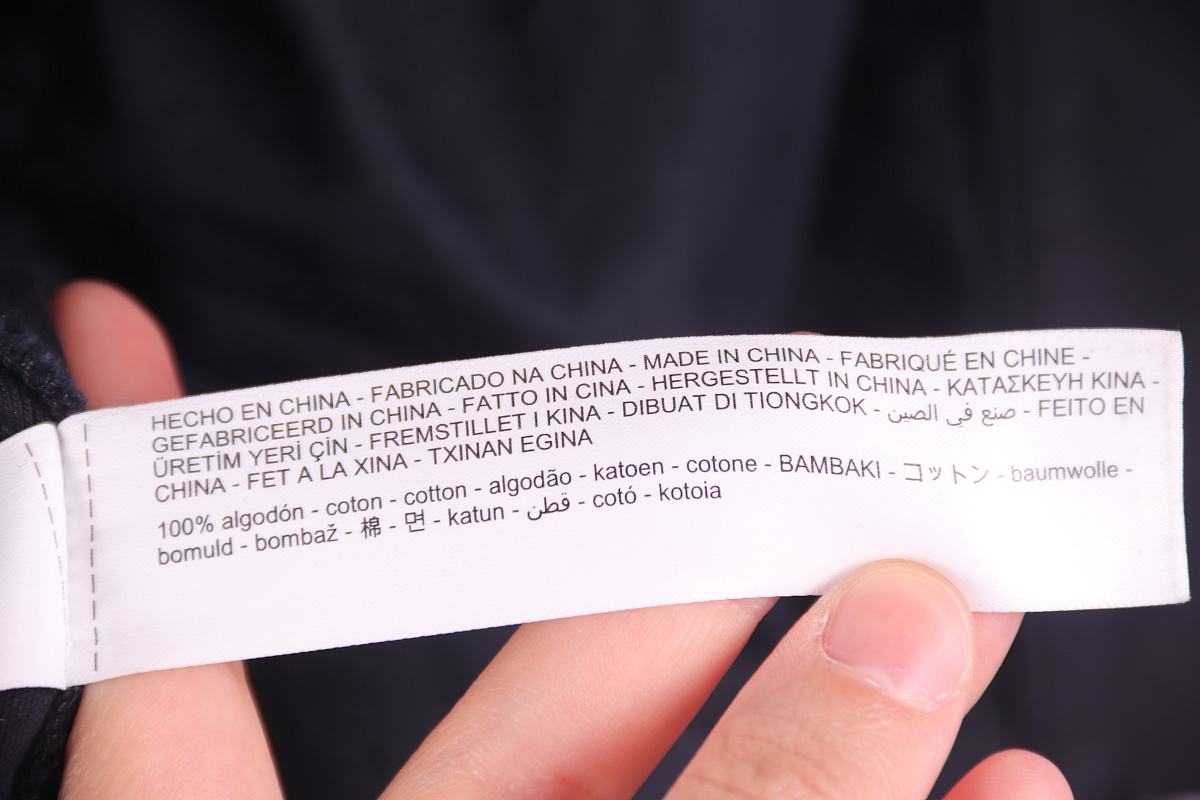 HECHO EN CHINA - FABRICADO NA CHINA - MADE IN CHINA - FABRIQUÉ EN CHINE -
GEFABRICEERD IN CHINA - FATTO IN CINA - HERGESTELLT IN CHINA - ΚΑΤΑΣΚΕΥΗ ΚΙΝΑ -
ÜRETİM YERİ ÇİN - FREMSTILLET I KINA - DIBUAT DI TIONGKOK - صنع في الصين - FEITO EN
CHINA - FET A LA XINA - TXINAN EGINA
100% algodón - coton - cotton - algodão - katoen - cotone - BAMBAKI - コットン - baumwolle -
bomuld - bombaž - 棉 - 면 - katun - قطن - cotó - kotoia